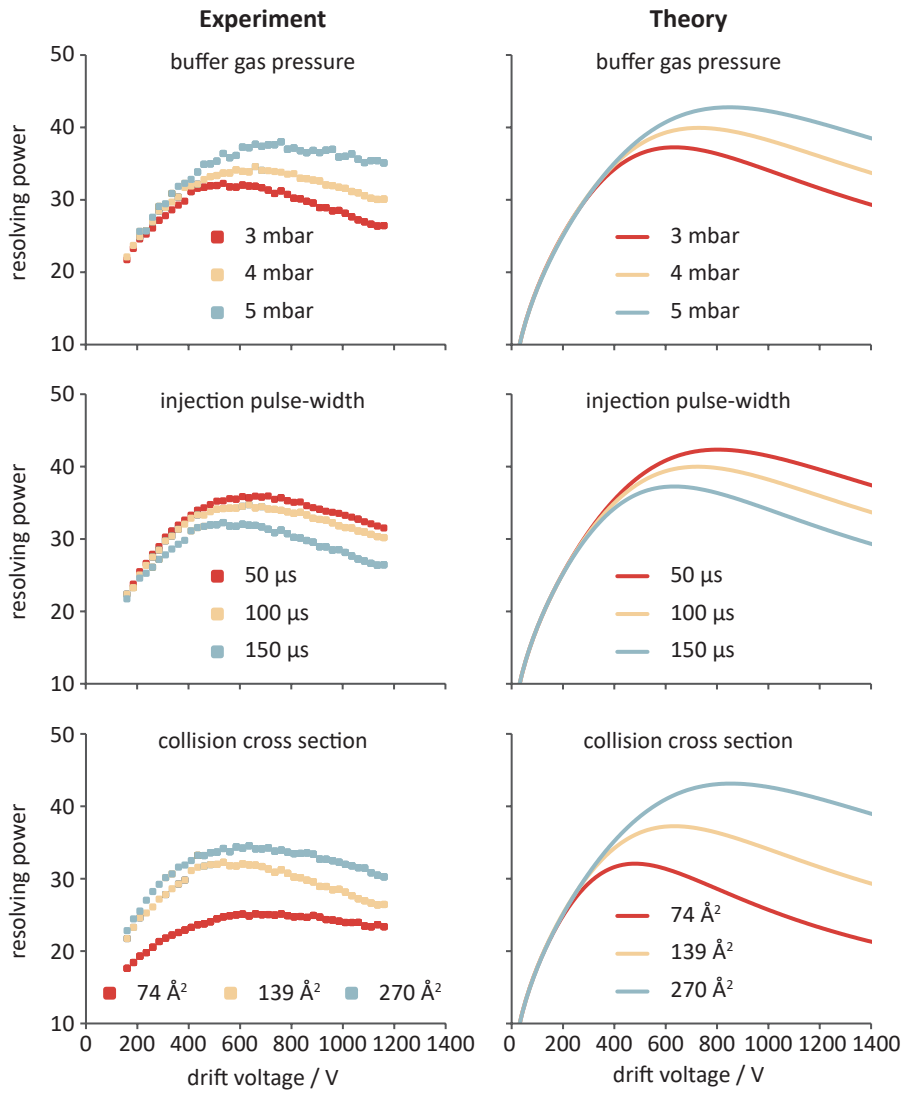 Experiment
Theory
buffer gas pressure
50
40
30
20
10
resolving power
3 mbar
4 mbar
5 mbar
buffer gas pressure
3 mbar
4 mbar
5 mbar
injection pulse-width
50
40
30
20
10
resolving power
50 µs
100 µs
150 µs
injection pulse-width
50 µs
100 µs
150 µs
collision cross section
50
40
30
20
10
resolving power
74 Å²
139 Å²
270 Å²
0 200 400 600 800 1000 1200 1400
drift voltage / V
collision cross section
74 Å²
139 Å²
270 Å²
0 200 400 600 800 1000 1200 1400
drift voltage / V